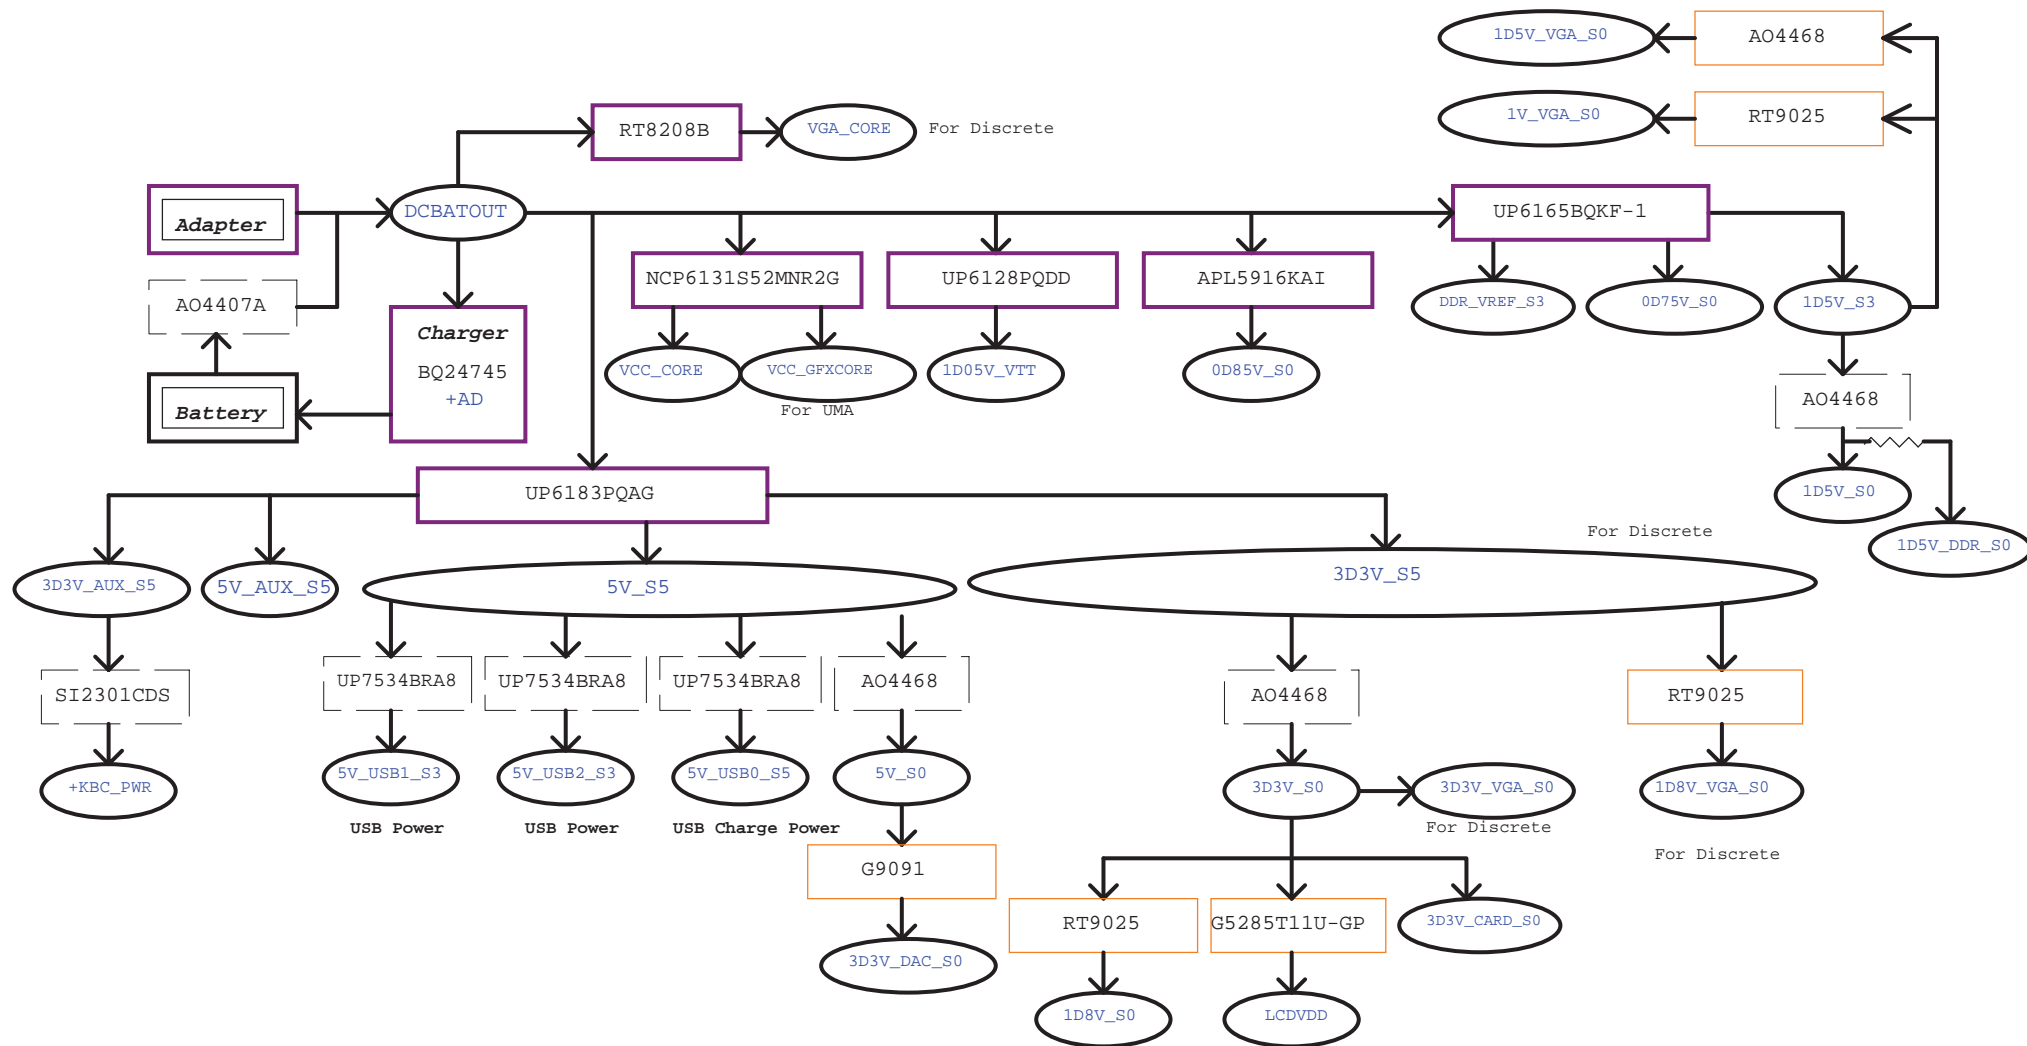 1D5V_VGA_S0
AO4468
1V_VGA_S0
RT9025
RT8208B
VGA_CORE
For Discrete
Adapter
DCBATOUT
UP6165BQKF-1
AO4407A
NCP6131S52MNR2G
UP6128PQDD
APL5916KAI
DDR_VREF_S3
0D75V_S0
1D5V_S3
Charger
BQ24745
+AD
Battery
VCC_CORE
VCC_GFXCORE
For UMA
1D05V_VTT
0D85V_S0
AO4468
1D5V_S0
1D5V_DDR_S0
UP6183PQAG
For Discrete
3D3V_AUX_S5
5V_AUX_S5
5V_S5
3D3V_S5
SI2301CDS
UP7534BRA8
UP7534BRA8
UP7534BRA8
AO4468
AO4468
RT9025
+KBC_PWR
5V_USB1_S3
5V_USB2_S3
5V_USB0_S5
5V_S0
3D3V_S0
3D3V_VGA_S0
1D8V_VGA_S0
USB Power
USB Power
USB Charge Power
For Discrete
For Discrete
G9091
RT9025
G5285T11U-GP
3D3V_CARD_S0
3D3V_DAC_S0
1D8V_S0
LCDVDD